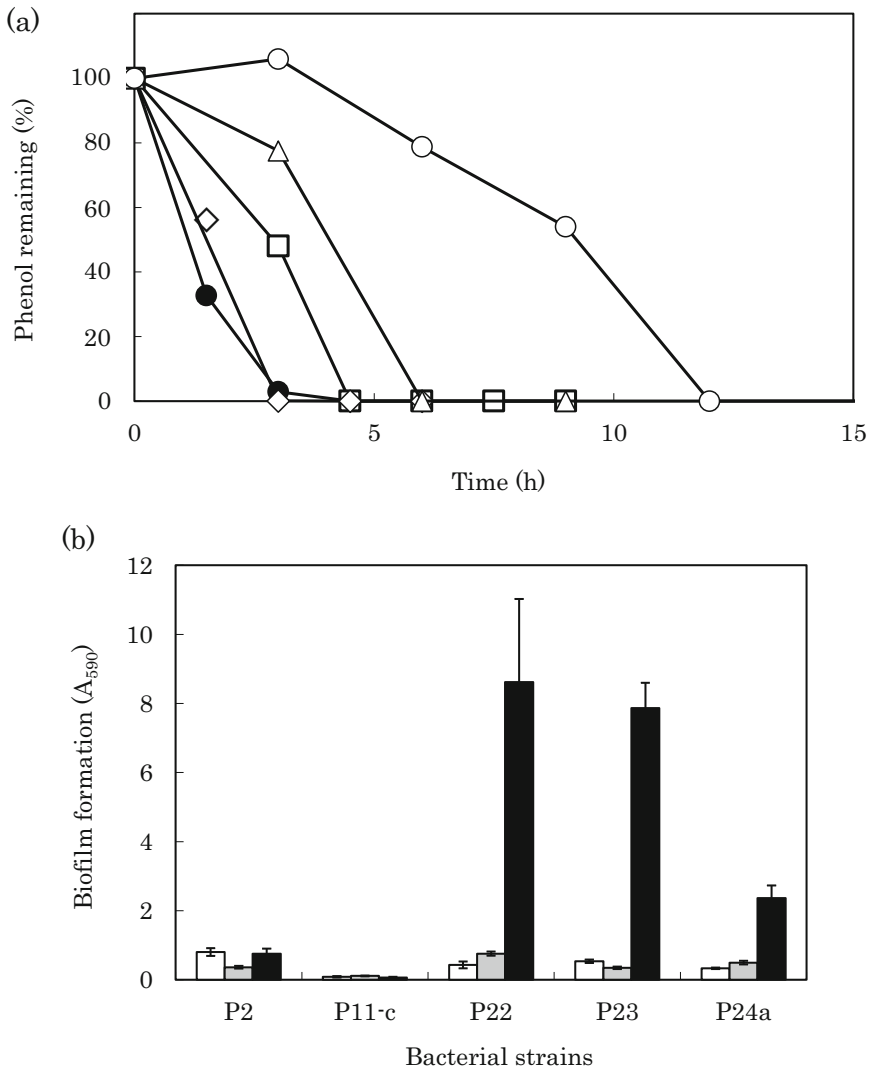 (a)
Phenol remaining (%)
100
80
60
40
20
0
0 5 10 15
Time (h)
(b)
Biofilm formation (A₅₉₀)
12
10
8
6
4
2
0
P2 P11-c P22 P23 P24a
Bacterial strains